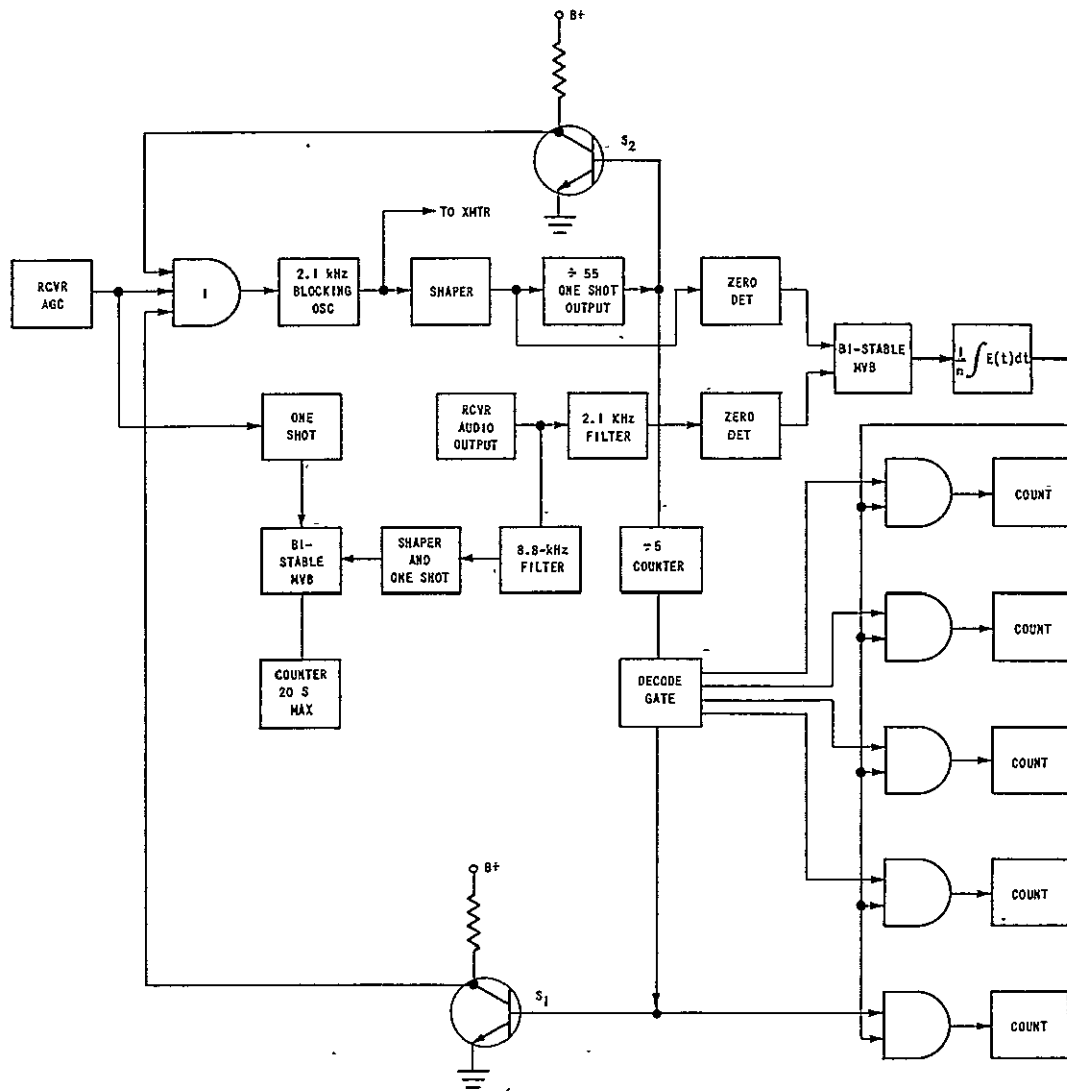 B+
S2
TO XMTR
RCVR
AGC
I
2.1 kHz
BLOCKING
OSC
SHAPER
÷ 55
ONE SHOT
OUTPUT
ZERO
DET
BI-STABLE
MVB
1/n ∫ E(t)dt
ONE
SHOT
RCVR
AUDIO
OUTPUT
2.1 KHz
FILTER
ZERO
DET
COUNT
BI-
STABLE
MVB
SHAPER
AND
ONE SHOT
8.8-kHz
FILTER
÷5
COUNTER
COUNT
COUNTER
20 S
MAX
DECODE
GATE
COUNT
B+
COUNT
S1
COUNT